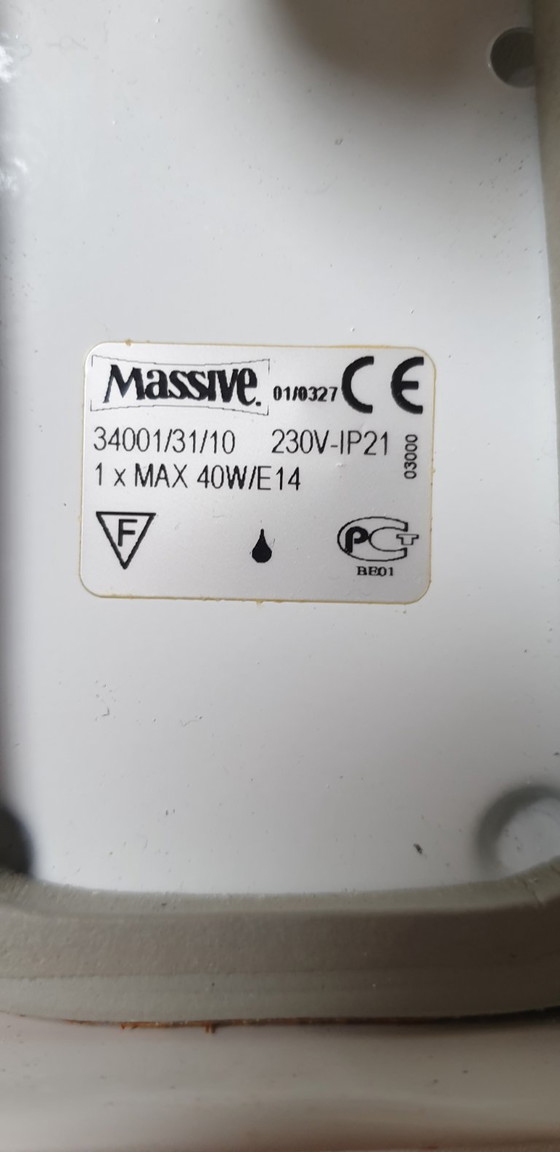 Massive. 01/0327 CE
34001/31/10 230V-IP21
1 x MAX 40W/E14
03000
F
PCT
BE01